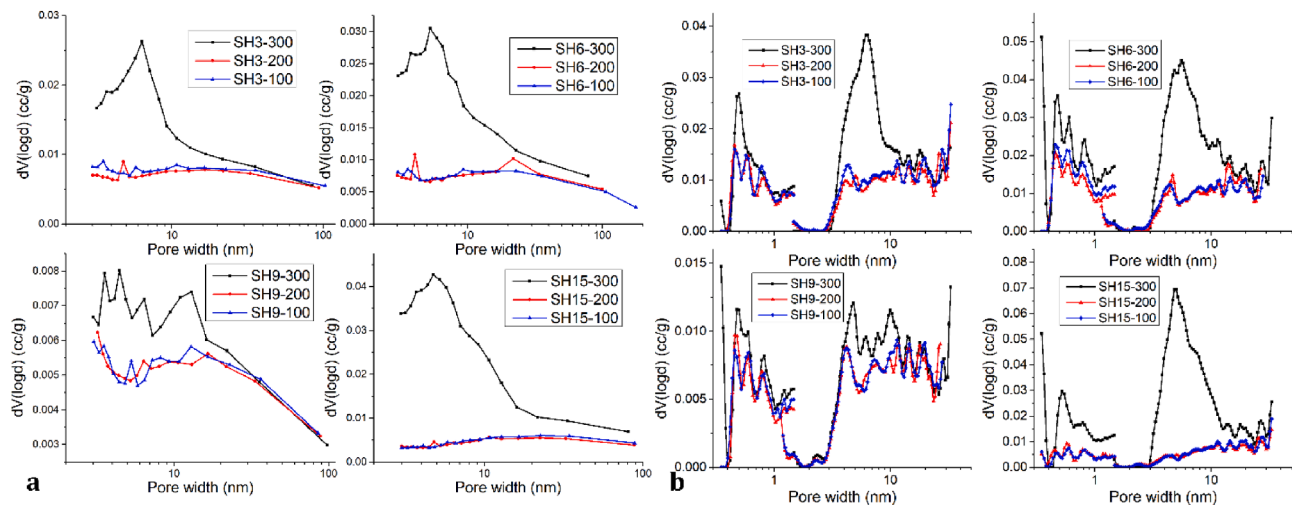 0.03
0.02
0.01
0.00
dV(logd) (cc/g)
SH3-300
SH3-200
SH3-100
10
100
Pore width (nm)
0.030
0.025
0.020
0.015
0.010
0.005
0.000
dV(logd) (cc/g)
SH6-300
SH6-200
SH6-100
10
100
Pore width (nm)
0.008
0.007
0.006
0.005
0.004
0.003
dV(logd) (cc/g)
SH9-300
SH9-200
SH9-100
10
100
Pore width (nm)
0.04
0.03
0.02
0.01
0.00
dV(logd) (cc/g)
SH15-300
SH15-200
SH15-100
10
100
Pore width (nm)
a
0.04
0.03
0.02
0.01
0.00
dV(logd) (cc/g)
SH3-300
SH3-200
SH3-100
1
10
Pore width (nm)
0.05
0.04
0.03
0.02
0.01
0.00
dV(logd) (cc/g)
SH6-300
SH6-200
SH6-100
1
10
Pore width (nm)
0.015
0.010
0.005
0.000
dV(logd) (cc/g)
SH9-300
SH9-200
SH9-100
1
10
Pore width (nm)
0.08
0.07
0.06
0.05
0.04
0.03
0.02
0.01
0.00
dV(logd) (cc/g)
SH15-300
SH15-200
SH15-100
1
10
Pore width (nm)
b